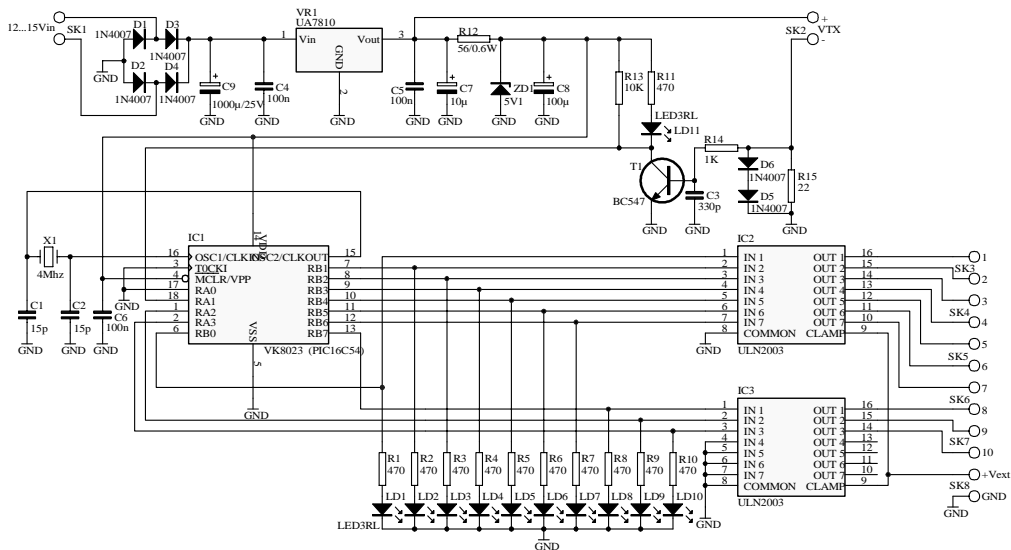 12...15Vin
SK1
D1
D3
1N4007
1N4007
D2
D4
1N4007
1N4007
GND
+
C9
1000µ/25V
GND
C4
100n
GND
VR1
UA7810
1
Vin
Vout
3
GND
2
GND
C5
100n
GND
+
C7
10µ
GND
R12
56/0.6W
ZD1
5V1
GND
+
C8
100µ
GND
R13
10K
R11
470
LED3RL
LD11
T1
BC547
GND
C3
330p
GND
R14
1K
D6
1N4007
D5
1N4007
R15
22
GND
+
SK2 VTX
-
X1
4Mhz
C1
15p
GND
C2
15p
GND
C6
100n
GND
GND
IC1
14
VDD
16 OSC1/CLKIN OSC2/CLKOUT 15
3 T0CKI RB1 7
4 MCLR/VPP RB2 8
17 RA0 RB3 9
18 RA1 RB4 10
1 RA2 RB5 11
2 RA3 RB6 12
6 RB0 RB7 13
VSS
5
VK8023 (PIC16C54)
GND
IC2
1 IN 1 OUT 1 16
2 IN 2 OUT 2 15
3 IN 3 OUT 3 14
4 IN 4 OUT 4 13
5 IN 5 OUT 5 12
6 IN 6 OUT 6 11
7 IN 7 OUT 7 10
8 COMMON CLAMP 9
GND
ULN2003
IC3
1 IN 1 OUT 1 16
2 IN 2 OUT 2 15
3 IN 3 OUT 3 14
4 IN 4 OUT 4 13
5 IN 5 OUT 5 12
6 IN 6 OUT 6 11
7 IN 7 OUT 7 10
8 COMMON CLAMP 9
ULN2003
GND
1
SK3
2
3
SK4
4
5
SK5
6
7
SK6
8
9
SK7
10
+Vext
SK8
GND
GND
R1 R2 R3 R4 R5 R6 R7 R8 R9 R10
470 470 470 470 470 470 470 470 470 470
LD1 LD2 LD3 LD4 LD5 LD6 LD7 LD8 LD9 LD10
LED3RL
GND